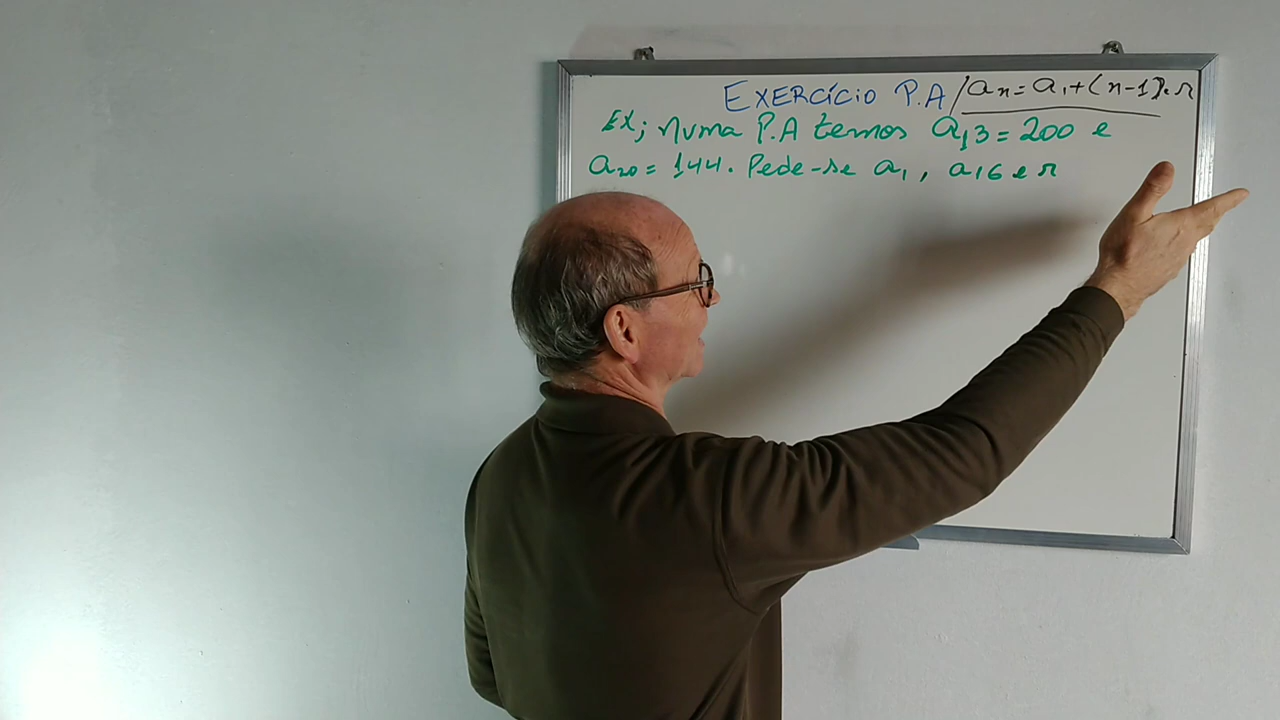 EXERCÍCIO P.A / an = a1 + (n-1).r
Ex; Numa P.A temos a13 = 200 e
a20 = 144. Pede-se a1, a16 e r